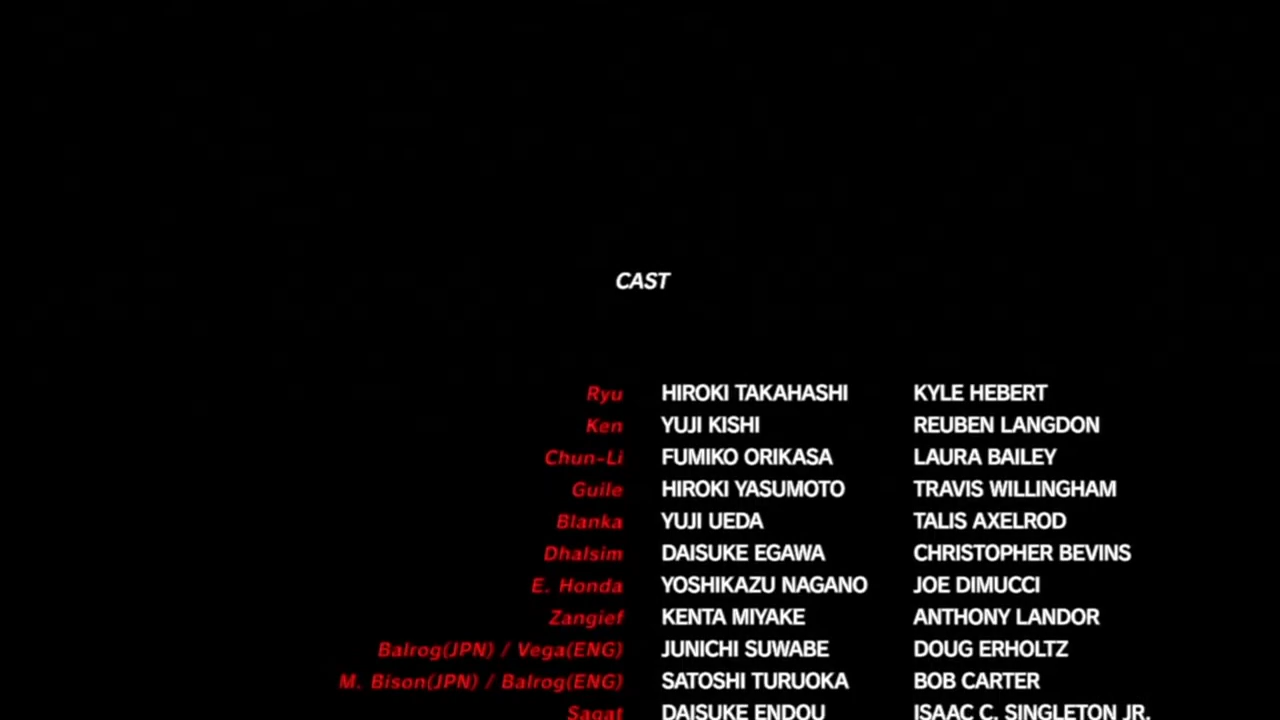 CAST
Ryu HIROKI TAKAHASHI KYLE HEBERT
Ken YUJI KISHI REUBEN LANGDON
Chun-Li FUMIKO ORIKASA LAURA BAILEY
Guile HIROKI YASUMOTO TRAVIS WILLINGHAM
Blanka YUJI UEDA TALIS AXELROD
Dhalsim DAISUKE EGAWA CHRISTOPHER BEVINS
E. Honda YOSHIKAZU NAGANO JOE DIMUCCI
Zangief KENTA MIYAKE ANTHONY LANDOR
Balrog(JPN) / Vega(ENG) JUNICHI SUWABE DOUG ERHOLTZ
M. Bison(JPN) / Balrog(ENG) SATOSHI TURUOKA BOB CARTER
Sagat DAISUKE ENDOU ISAAC C. SINGLETON JR.